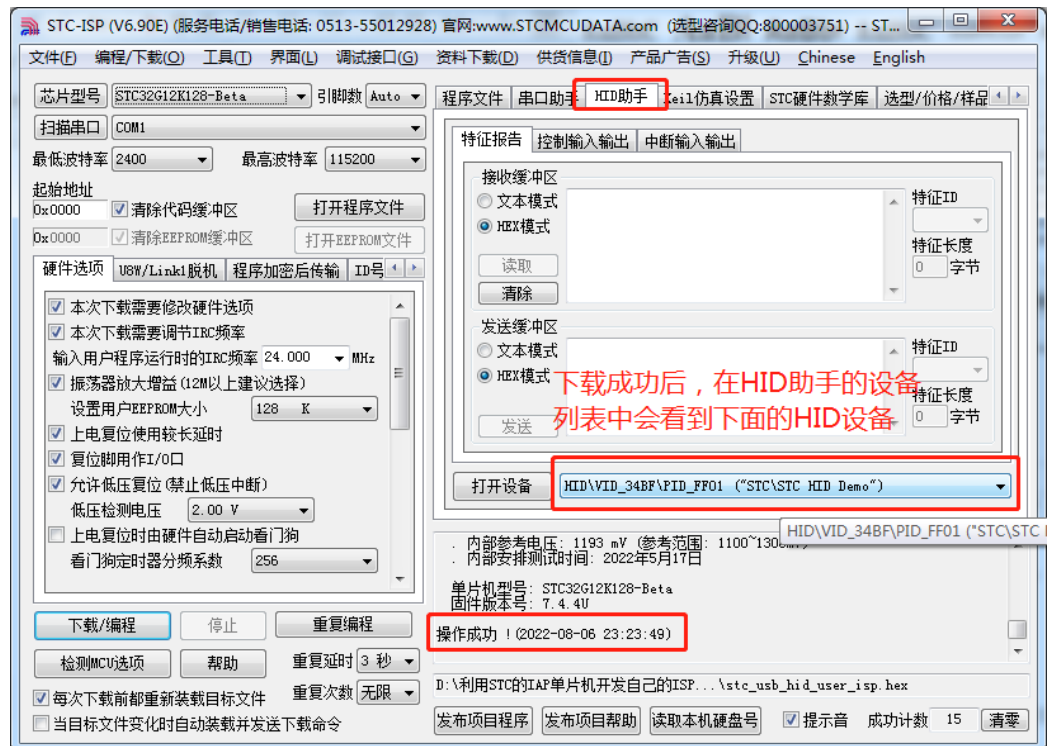 STC-ISP (V6.90E) (服务电话/销售电话: 0513-55012928) 官网:www.STCMCUDATA.com (选型咨询QQ:800003751) -- ST...
文件(F) 编程/下载(O) 工具(T) 界面(L) 调试接口(G) 资料下载(D) 供货信息(I) 产品广告(S) 升级(U) Chinese English
芯片型号 STC32G12K128-Beta 引脚数 Auto
扫描串口 COM1
最低波特率 2400 最高波特率 115200
起始地址
0x0000 清除代码缓冲区 打开程序文件
0x0000 清除EEPROM缓冲区 打开EEPROM文件
硬件选项 U8W/Link1脱机 程序加密后传输 ID号
本次下载需要修改硬件选项
本次下载需要调节IRC频率
输入用户程序运行时的IRC频率 24.000 MHz
振荡器放大增益(12M以上建议选择)
设置用户EEPROM大小 128 K
上电复位使用较长延时
复位脚用作I/O口
允许低压复位(禁止低压中断)
低压检测电压 2.00 V
上电复位时由硬件自动启动看门狗
看门狗定时器分频系数 256
下载/编程 停止 重复编程
检测MCU选项 帮助 重复延时 3 秒
每次下载前都重新装载目标文件 重复次数 无限
当目标文件变化时自动装载并发送下载命令
程序文件 串口助手 HID助手 Keil仿真设置 STC硬件数学库 选型/价格/样品
特征报告 控制输入输出 中断输入输出
接收缓冲区
文本模式
HEX模式
读取
清除
特征ID
特征长度
0 字节
发送缓冲区
文本模式
HEX模式
发送
特征ID
特征长度
0 字节
下载成功后，在HID助手的设备
列表中会看到下面的HID设备
打开设备 HID\VID_34BF\PID_FF01 ("STC\STC HID Demo")
HID\VID_34BF\PID_FF01 ("STC\STC
. 内部参考电压: 1193 mV (参考范围: 1100~1300mV)
. 内部安排测试时间: 2022年5月17日
单片机型号: STC32G12K128-Beta
固件版本号: 7.4.4U
操作成功 !(2022-08-06 23:23:49)
D:\利用STC的IAP单片机开发自己的ISP...\stc_usb_hid_user_isp.hex
发布项目程序 发布项目帮助 读取本机硬盘号 提示音 成功计数 15 清零